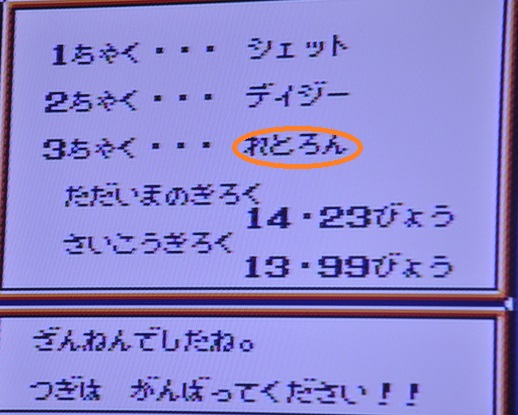 1ちゃく・・・ シェット
2ちゃく・・・ デイジー
3ちゃく・・・ れとろん
ただいまのきろく
14・23びょう
さいこうきろく
13・99びょう
ざんねんでしたね。
つぎは がんばってください!!